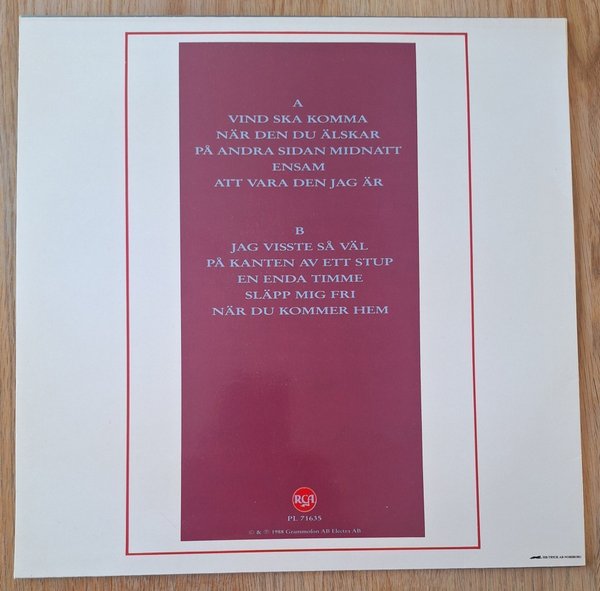 A
VIND SKA KOMMA
NÄR DEN DU ÄLSKAR
PÅ ANDRA SIDAN MIDNATT
ENSAM
ATT VARA DEN JAG ÄR
B
JAG VISSTE SÅ VÄL
PÅ KANTEN AV ETT STUP
EN ENDA TIMME
SLÄPP MIG FRI
NÄR DU KOMMER HEM
RCA
PL 71635
© & ℗ 1988 Grammofon AB Electra AB